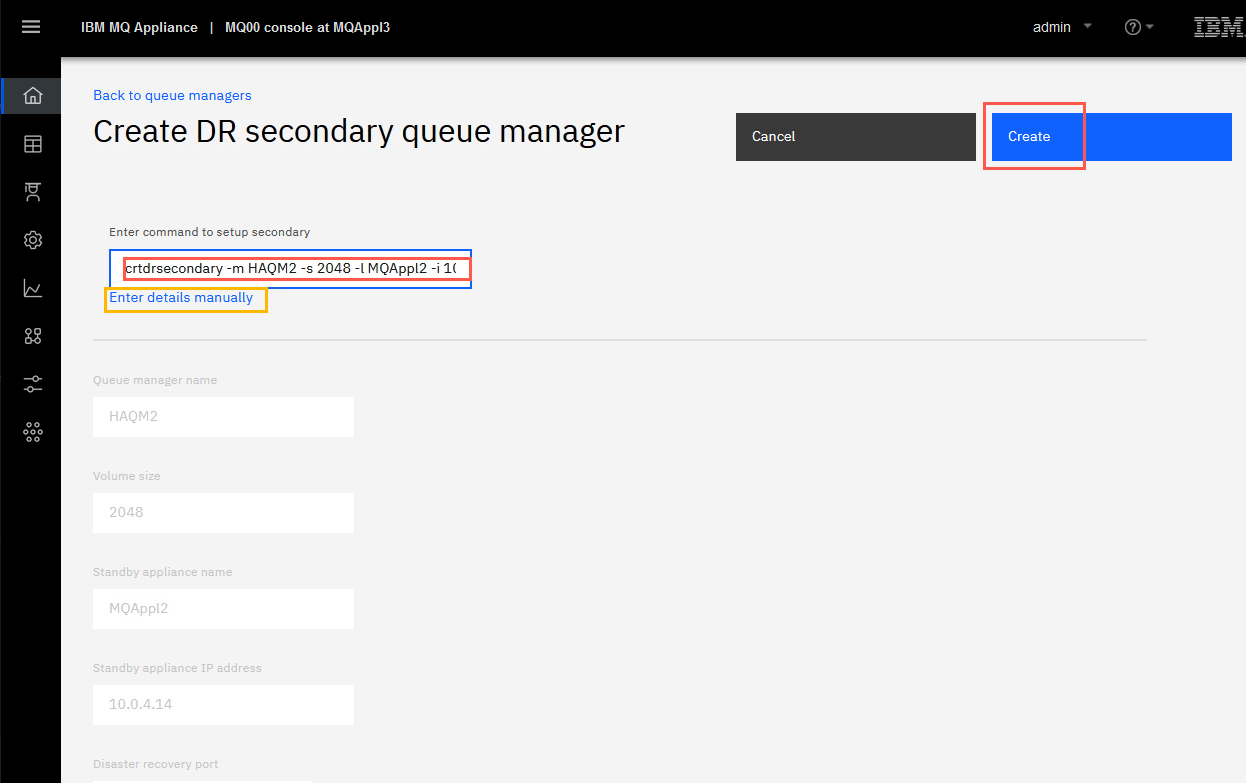 IBM MQ Appliance | MQ00 console at MQAppl3
admin
IBM
Back to queue managers
Create DR secondary queue manager
Cancel
Create
Enter command to setup secondary
crtdrsecondary -m HAQM2 -s 2048 -l MQAppl2 -i 10
Enter details manually
Queue manager name
HAQM2
Volume size
2048
Standby appliance name
MQAppl2
Standby appliance IP address
10.0.4.14
Disaster recovery port